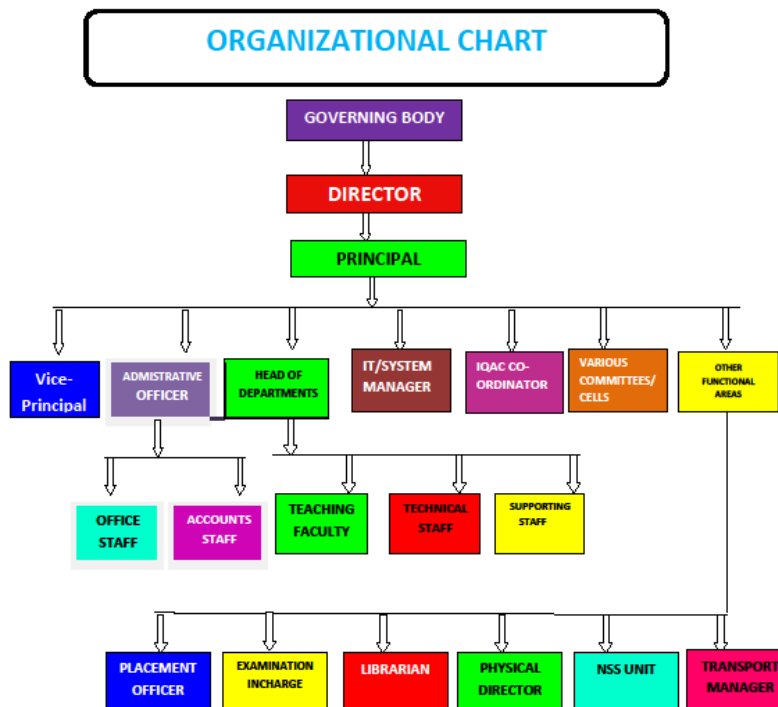 ORGANIZATIONAL CHART
GOVERNING BODY
DIRECTOR
PRINCIPAL
Vice-
Principal
ADMISTRATIVE
OFFICER
HEAD OF
DEPARTMENTS
IT/SYSTEM
MANAGER
IQAC CO-
ORDINATOR
VARIOUS
COMMITTEES/
CELLS
OTHER
FUNCTIONAL
AREAS
OFFICE
STAFF
ACCOUNTS
STAFF
TEACHING
FACULTY
TECHNICAL
STAFF
SUPPORTING
STAFF
PLACEMENT
OFFICER
EXAMINATION
INCHARGE
LIBRARIAN
PHYSICAL
DIRECTOR
NSS UNIT
TRANSPORT
MANAGER